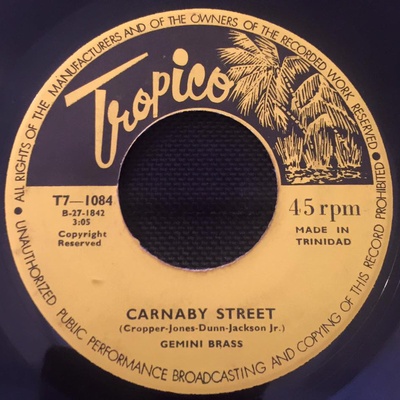 ALL RIGHTS OF THE MANUFACTURERS AND OF THE OWNERS OF THE RECORDED WORK RESERVED
Tropico
T7—1084
B-27-1842
3:05
Copyright
Reserved
45 rpm
MADE IN
TRINIDAD
CARNABY STREET
(Cropper-Jones-Dunn-Jackson Jr.)
GEMINI BRASS
UNAUTHORIZED PUBLIC PERFORMANCE BROADCASTING AND COPYING OF THIS RECORD PROHIBITED